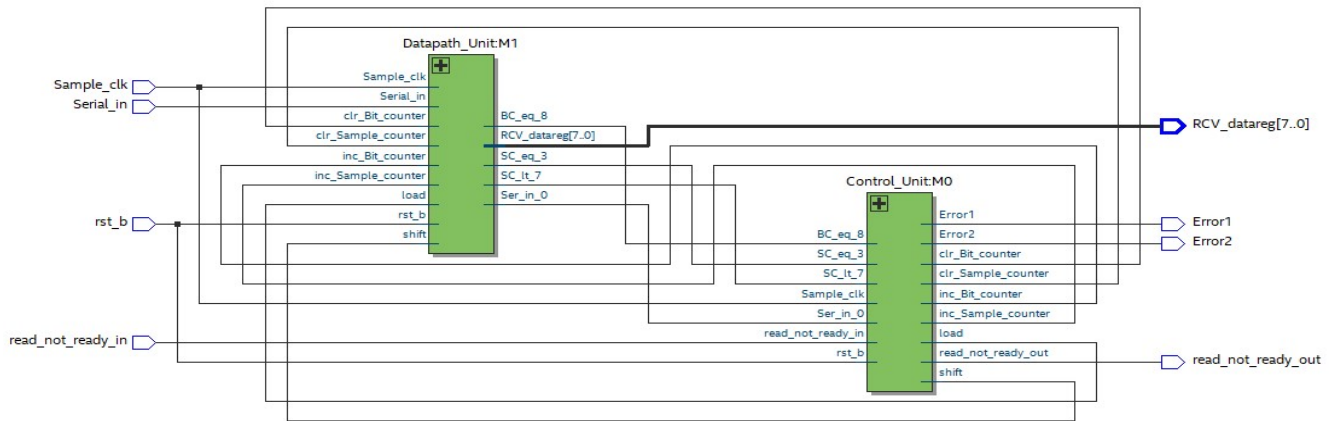 Datapath_Unit:M1
Sample_clk
Serial_in
Sample_clk
Serial_in
clr_Bit_counter
clr_Sample_counter
inc_Bit_counter
inc_Sample_counter
load
rst_b
shift
BC_eq_8
RCV_datareg[7..0]
SC_eq_3
SC_lt_7
Ser_in_0
RCV_datareg[7..0]
rst_b
read_not_ready_in
Control_Unit:M0
BC_eq_8
SC_eq_3
SC_lt_7
Sample_clk
Ser_in_0
read_not_ready_in
rst_b
Error1
Error2
clr_Bit_counter
clr_Sample_counter
inc_Bit_counter
inc_Sample_counter
load
read_not_ready_out
shift
Error1
Error2
read_not_ready_out